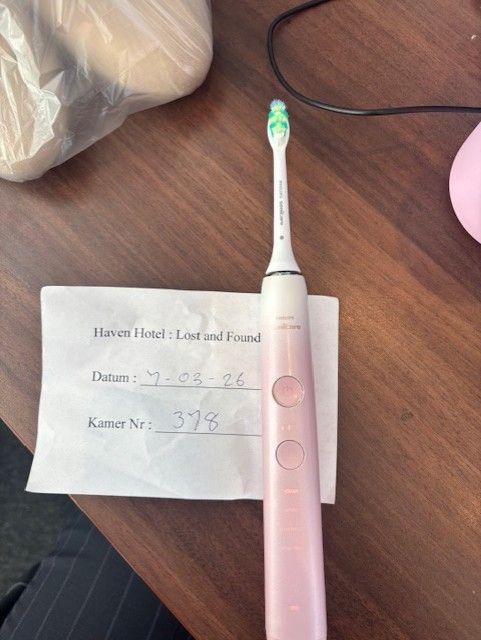 Haven Hotel : Lost and Found
Datum : 7-03-26
Kamer Nr : 378
sonicare